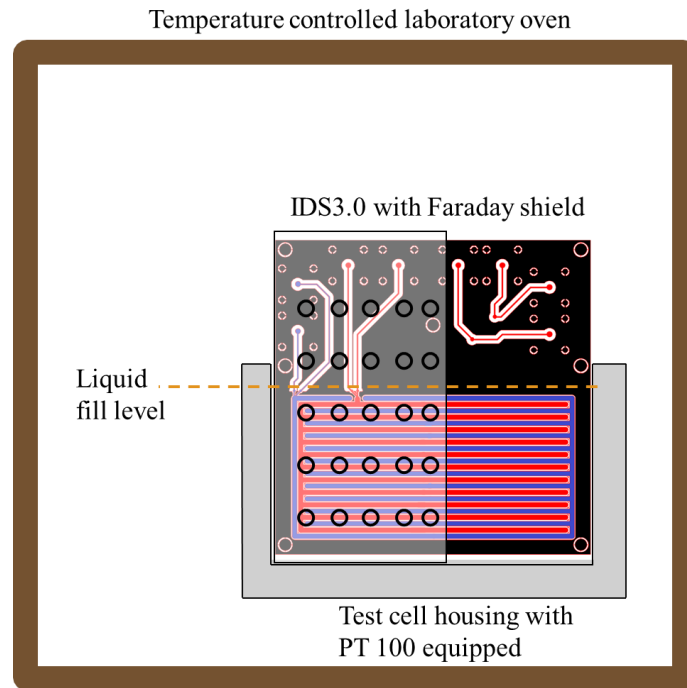 Temperature controlled laboratory oven
IDS3.0 with Faraday shield
Liquid
fill level
Test cell housing with
PT 100 equipped